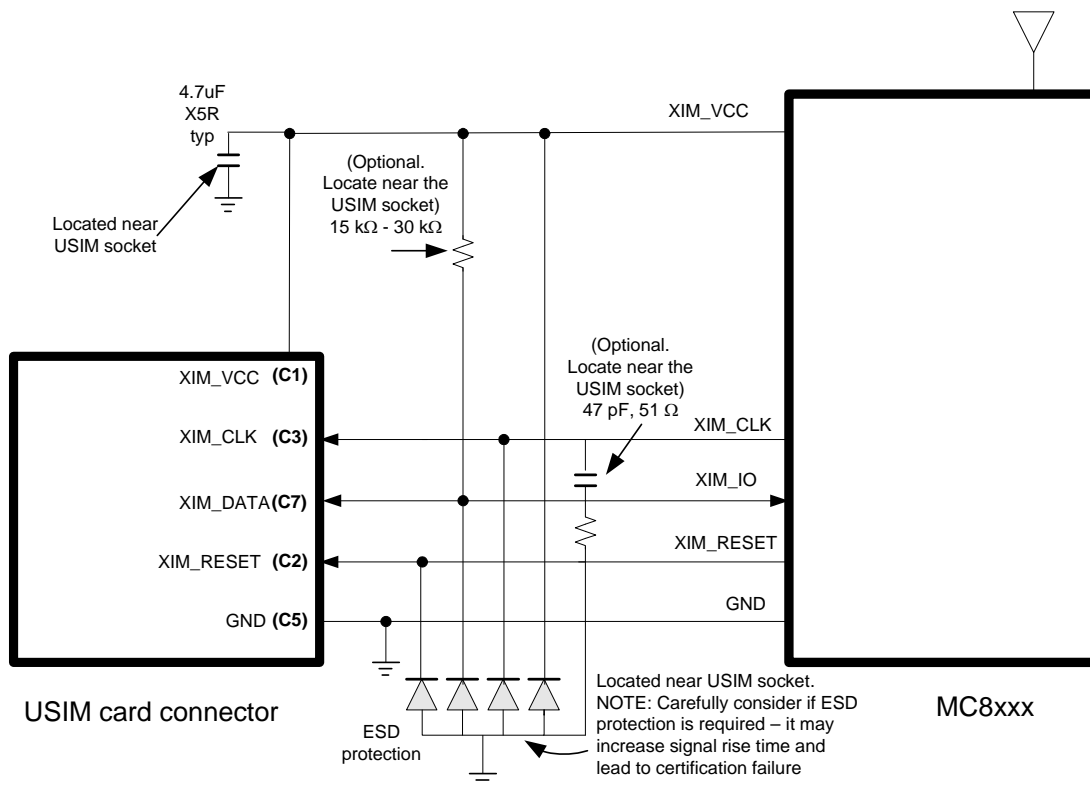 4.7uF
X5R
typ
XIM_VCC
(Optional.
Locate near the
USIM socket)
15 kΩ - 30 kΩ
Located near
USIM socket
(Optional.
Locate near the
USIM socket)
47 pF, 51 Ω
XIM_VCC (C1)
XIM_CLK (C3)
XIM_CLK
XIM_DATA(C7)
XIM_IO
XIM_RESET (C2)
XIM_RESET
GND (C5)
GND
USIM card connector
ESD
protection
Located near USIM socket.
NOTE: Carefully consider if ESD
protection is required – it may
increase signal rise time and
lead to certification failure
MC8xxx